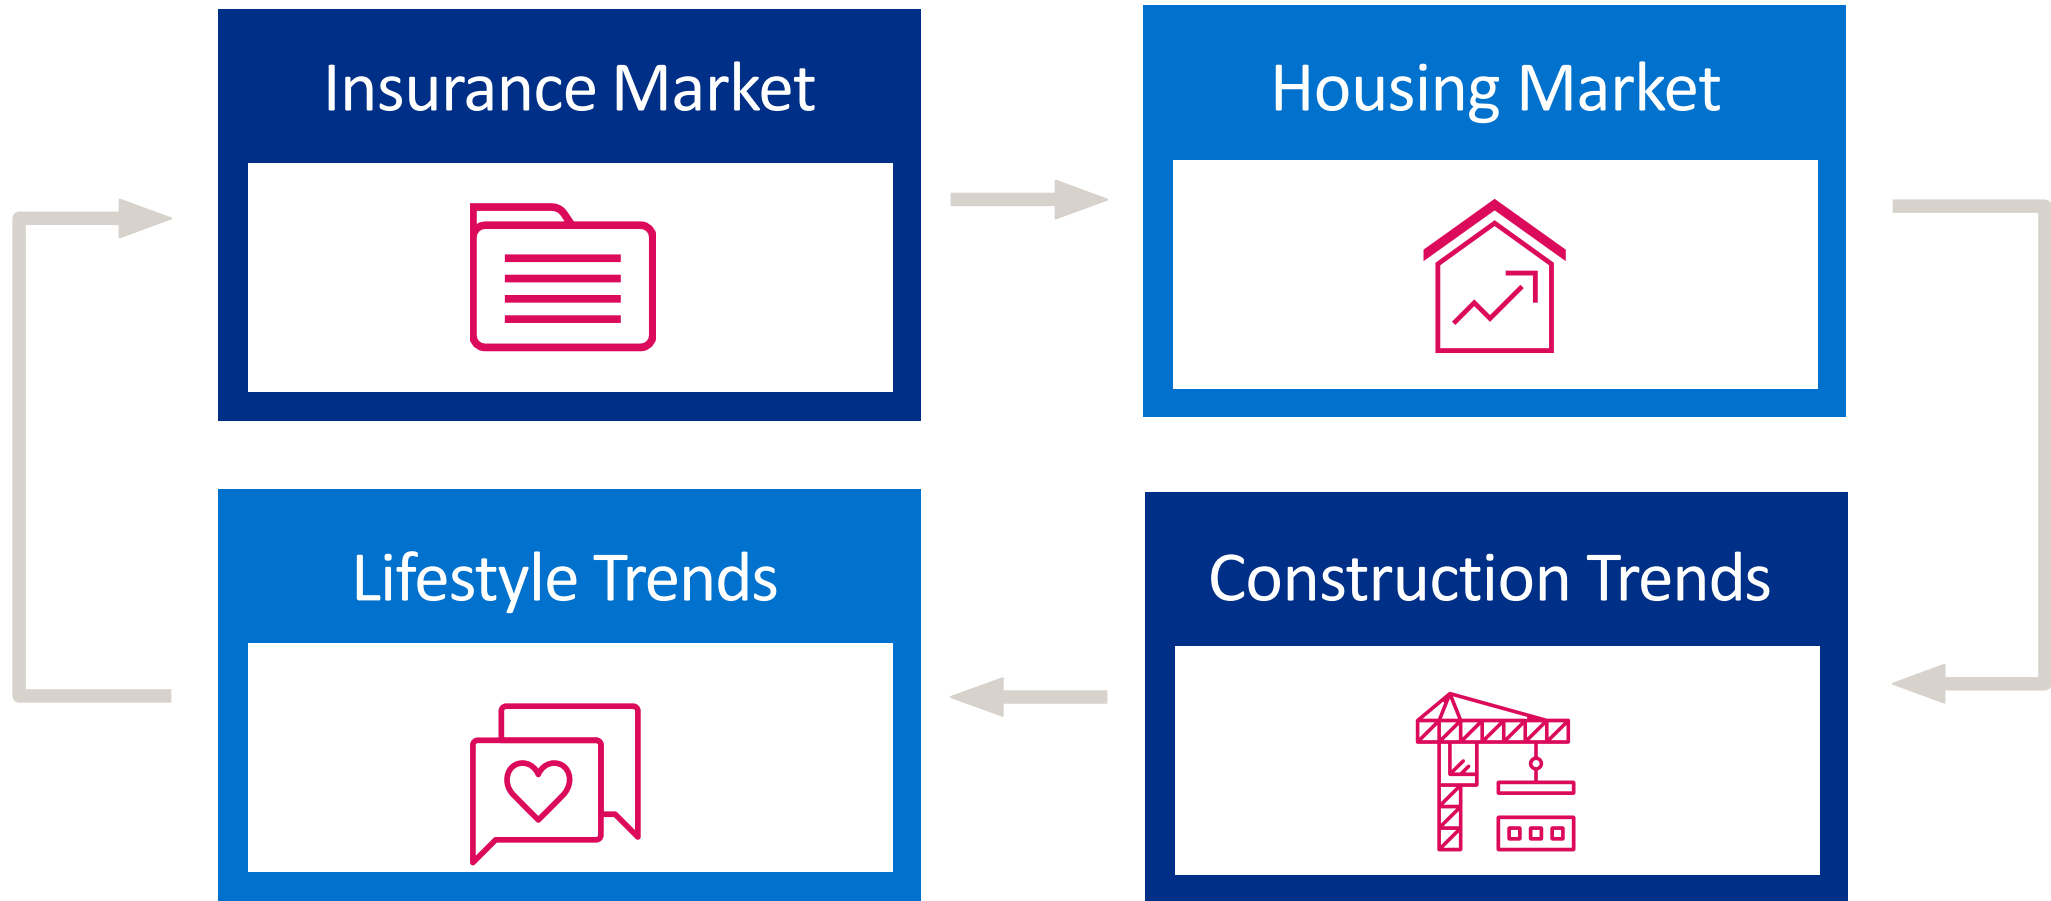 Insurance Market
Housing Market
Lifestyle Trends
Construction Trends